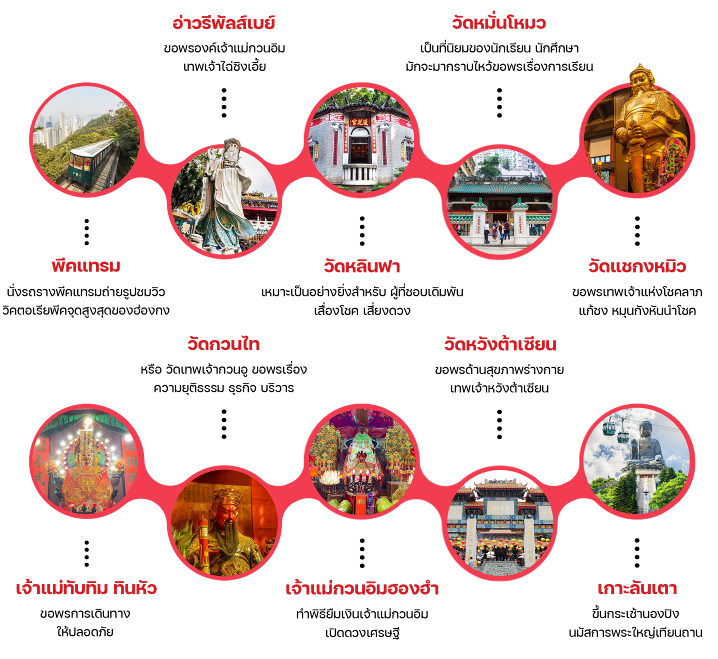 อ่าวรีพัลส์เบย์
ขอพรองค์เจ้าแม่กวนอิม
เทพเจ้าไฉ่ซิงเอี้ย
วัดหมั่นโหมว
เป็นที่นิยมของนักเรียน นักศึกษา
มักจะมากราบไหว้ขอพรเรื่องการเรียน
พีคแทรม
นั่งรถรางพีคแทรมถ่ายรูปชมวิว
วิคตอเรียพีคจุดสูงสุดของฮ่องกง
วัดหลินฟา
เหมาะเป็นอย่างยิ่งสำหรับ ผู้ที่ชอบเดิมพัน
เสื่องโชค เสี่ยงดวง
วัดแชกงหมิว
ขอพรเทพเจ้าแห่งโชคลาภ
แก้ชง หมุนกังหันนำโชค
วัดกวนไท
หรือ วัดเทพเจ้ากวนอู ขอพรเรื่อง
ความยุติธรรม ธุรกิจ บริวาร
วัดหวังต้าเซียน
ขอพรด้านสุขภาพร่างกาย
เทพเจ้าหวังต้าเซียน
เจ้าแม่ทับทิม ทินหัว
ขอพรการเดินทาง
ให้ปลอดภัย
เจ้าแม่กวนอิมฮองฮำ
ทำพิธียืมเงินเจ้าแม่กวนอิม
เปิดดวงเศรษฐี
เกาะลันเตา
ขึ้นกระเช้านองปิง
นมัสการพระใหญ่เทียนถาน